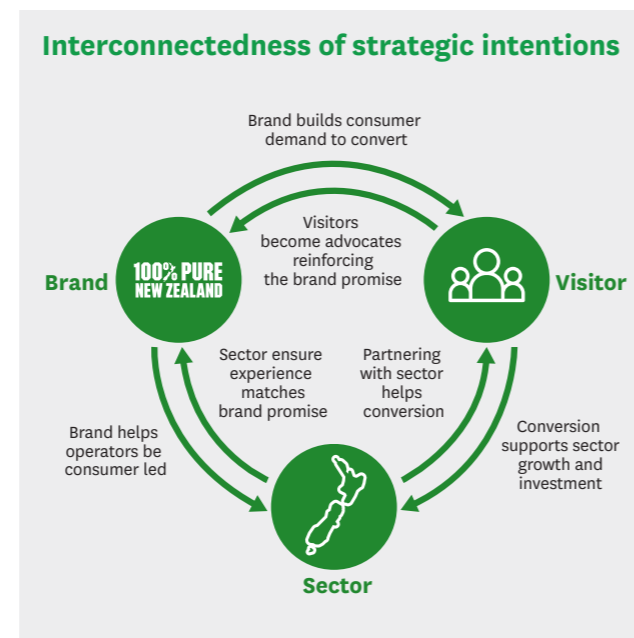 Interconnectedness of strategic intentions
Brand builds consumer
demand to convert
Visitors
become advocates
reinforcing
the brand promise
Brand
100% PURE
NEW ZEALAND
Visitor
Sector ensure
experience
matches
brand promise
Partnering
with sector
helps
conversion
Brand helps
operators be
consumer led
Conversion
supports sector
growth and
investment
Sector